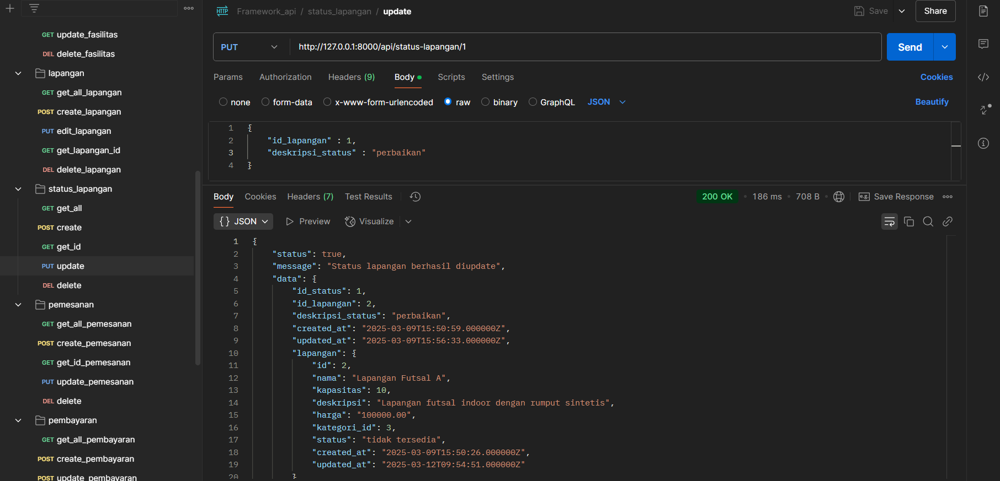 Framework_api / status_lapangan / update
Save
Share
GET update_fasilitas
DEL delete_fasilitas
lapangan
GET get_all_lapangan
POST create_lapangan
PUT edit_lapangan
GET get_lapangan_id
DEL delete_lapangan
status_lapangan
GET get_all
POST create
GET get_id
PUT update
DEL delete
pemesanan
GET get_all_pemesanan
POST create_pemesanan
GET get_id_pemesanan
PUT update_pemesanan
DEL delete
pembayaran
GET get_all_pembayaran
POST create_pembayaran
POST update_pembayaran
HTTP
PUT http://127.0.0.1:8000/api/status-lapangan/1 Send
Params Authorization Headers (9) Body Scripts Settings Cookies
none form-data x-www-form-urlencoded raw binary GraphQL JSON Beautify
1 {
2 "id_lapangan" : 1,
3 "deskripsi_status" : "perbaikan"
4 }
Body Cookies Headers (7) Test Results 200 OK 186 ms 708 B e.g. Save Response
{} JSON Preview Visualize
1 {
2 "status": true,
3 "message": "Status lapangan berhasil diupdate",
4 "data": {
5 "id_status": 1,
6 "id_lapangan": 2,
7 "deskripsi_status": "perbaikan",
8 "created_at": "2025-03-09T15:50:59.000000Z",
9 "updated_at": "2025-03-09T15:56:33.000000Z",
10 "lapangan": {
11 "id": 2,
12 "nama": "Lapangan Futsal A",
13 "kapasitas": 10,
14 "deskripsi": "Lapangan futsal indoor dengan rumput sintetis",
15 "harga": "100000.00",
16 "kategori_id": 3,
17 "status": "tidak tersedia",
18 "created_at": "2025-03-09T15:50:26.000000Z",
19 "updated_at": "2025-03-12T09:54:51.000000Z"
20 }